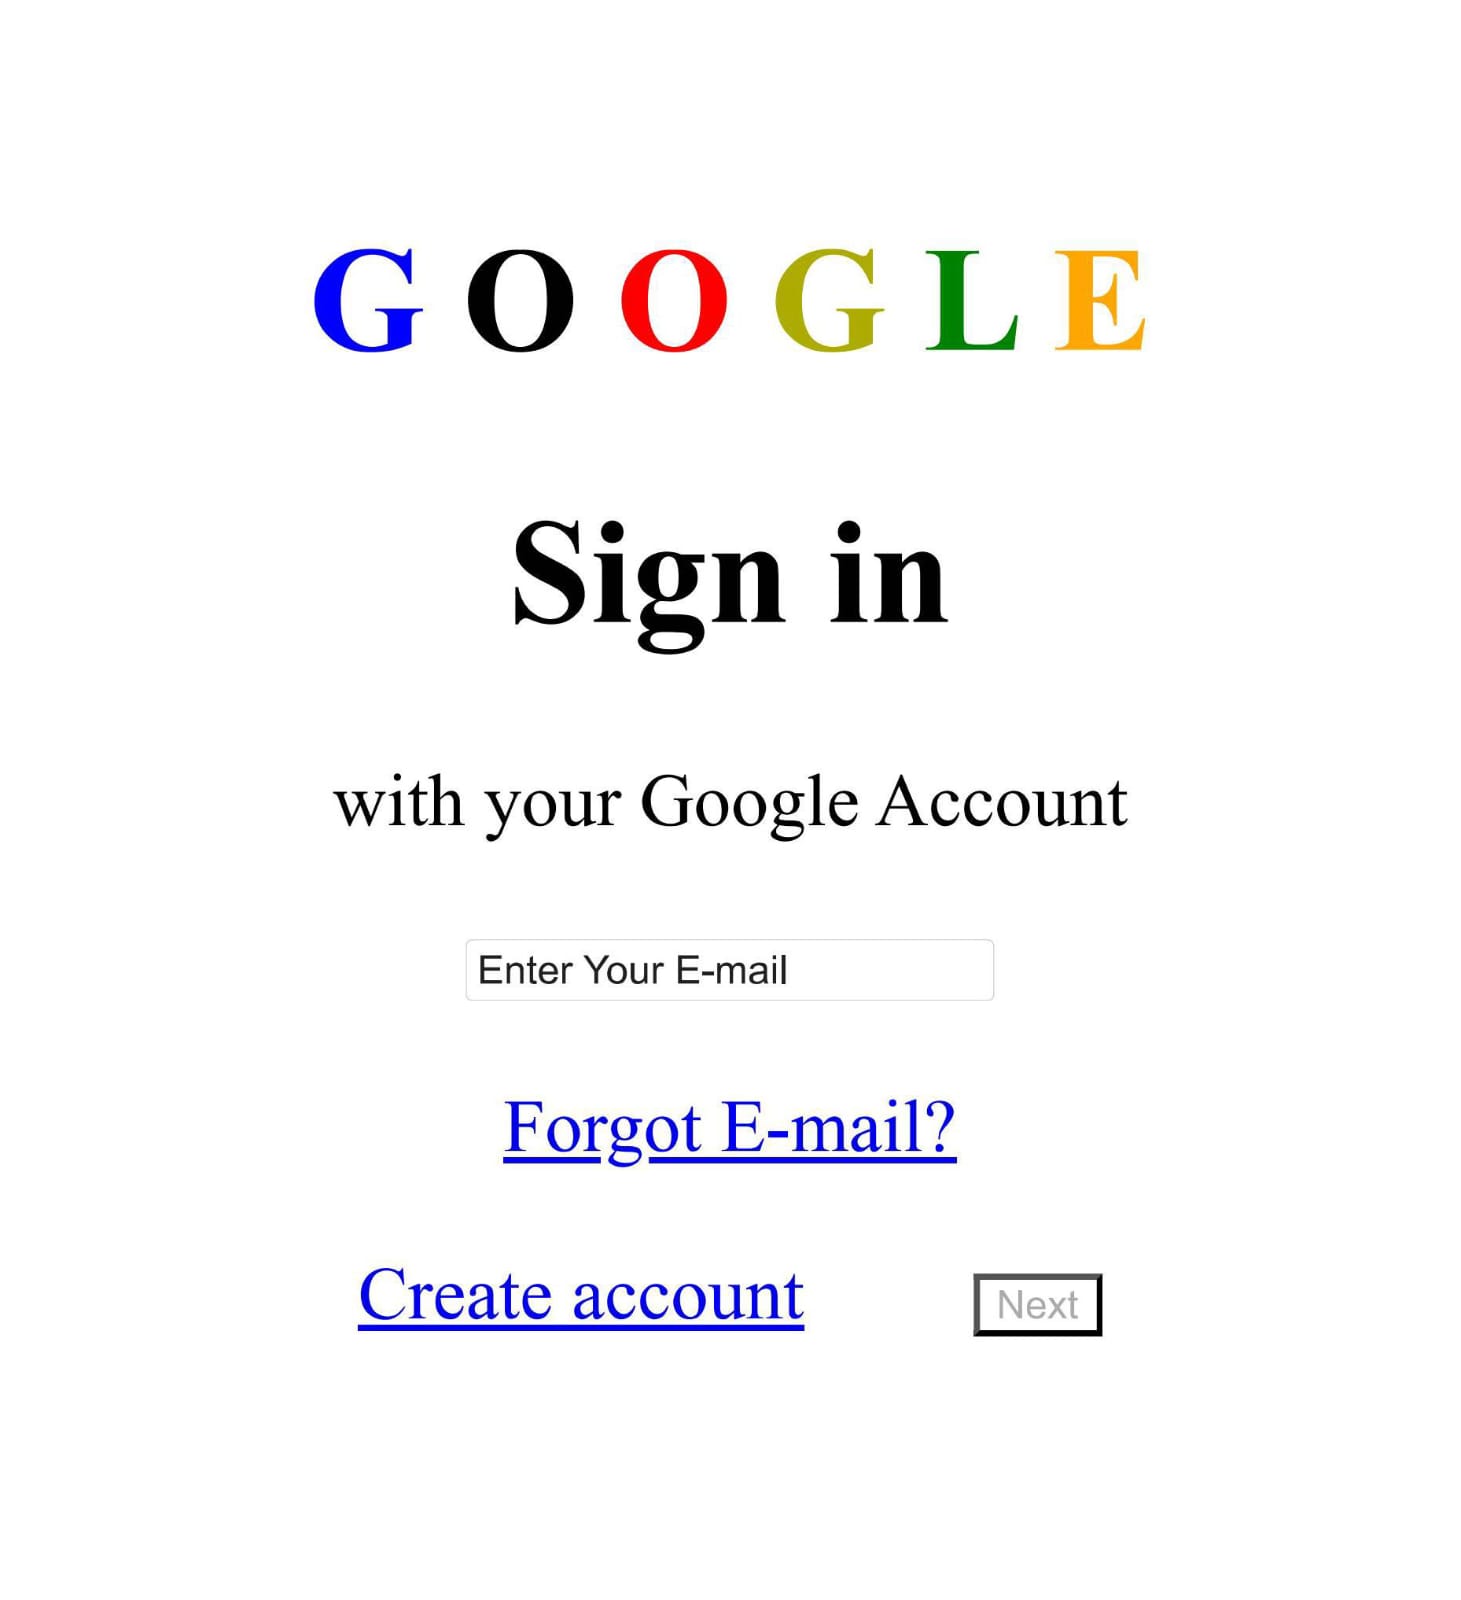 G O O G L E
Sign in
with your Google Account
Enter Your E-mail
Forgot E-mail?
Create account Next